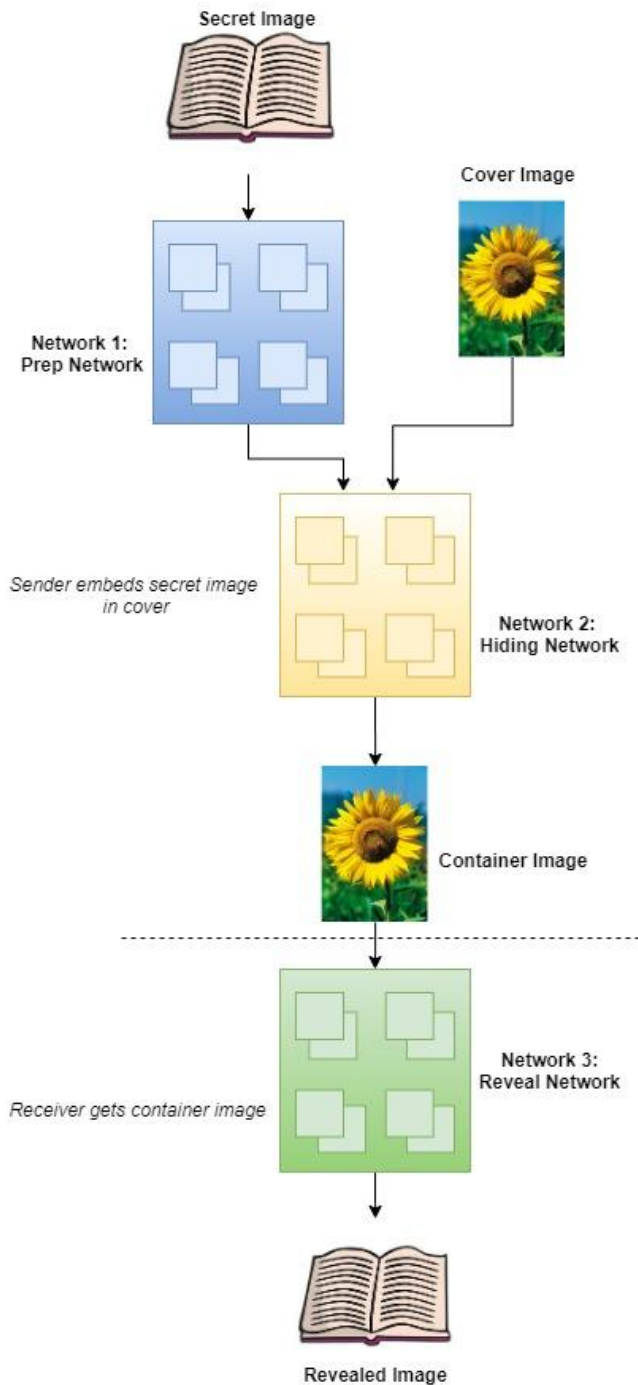 Secret Image
Cover Image
Network 1:
Prep Network
Sender embeds secret image
in cover
Network 2:
Hiding Network
Container Image
Network 3:
Reveal Network
Receiver gets container image
Revealed Image